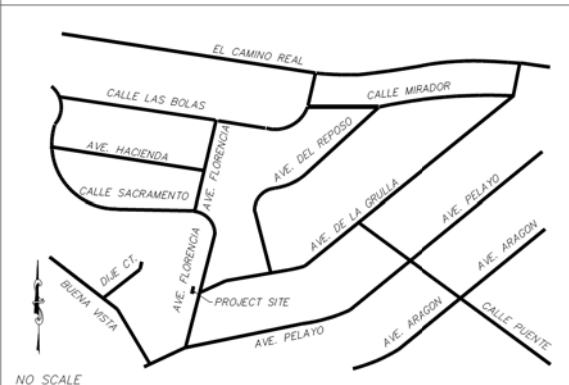 EL CAMINO REAL
CALLE MIRADOR
CALLE LAS BOLAS
AVE. FLORENCIA
AVE. HACIENDA
AVE. DEL REPOSO
CALLE SACRAMENTO
AVE. DE LA GRULLA
AVE. PELAYO
AVE. ARAGON
AVE. FLORENCIA
DIJE CT.
BUENA VISTA
PROJECT SITE
CALLE PUENTE
AVE. PELAYO
AVE. ARAGON
NO SCALE